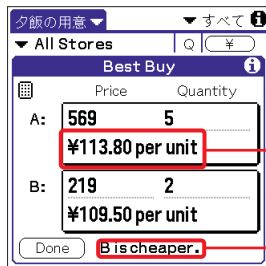 夕飯の用意 すべて
All Stores Q ¥
Best Buy
Price Quantity
A: 569 5
¥113.80 per unit
B: 219 2
¥109.50 per unit
Done B is cheaper.